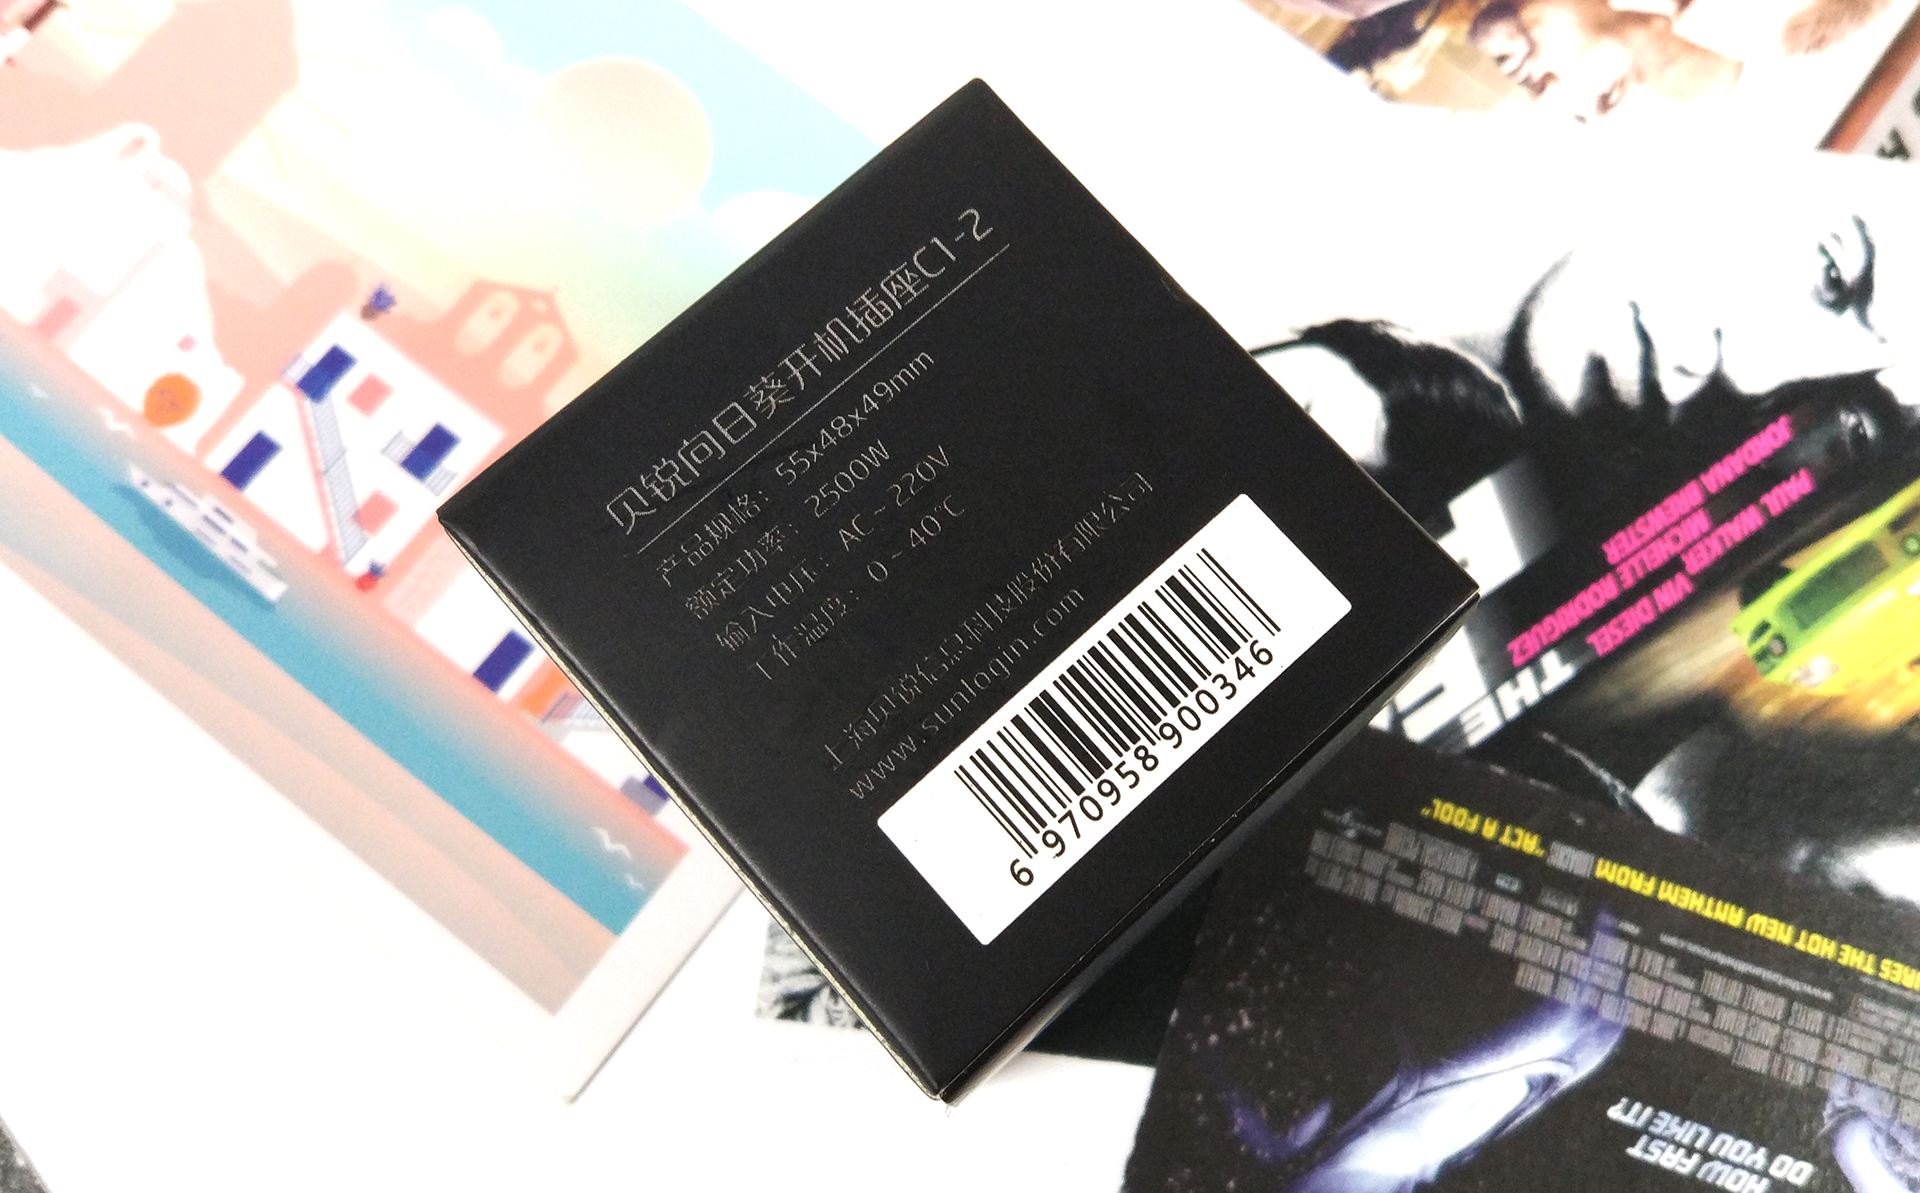 贝锐向日葵开机插座C1-2
产品规格：55x48x49mm
额定功率：2500W
输入电压：AC~220V
工作温度：0~40℃
上海贝锐信息科技股份有限公司
www.sunlogin.com
6 970958 900346
JORDANA BREWSTER
PAUL WALKER
MICHELLE RODRIGUEZ
VIN DIESEL
THE
RES THE HOT NEW ANTHEM FROM "ACT A FOOL"
HOW FAST
DO YOU LIKE IT?